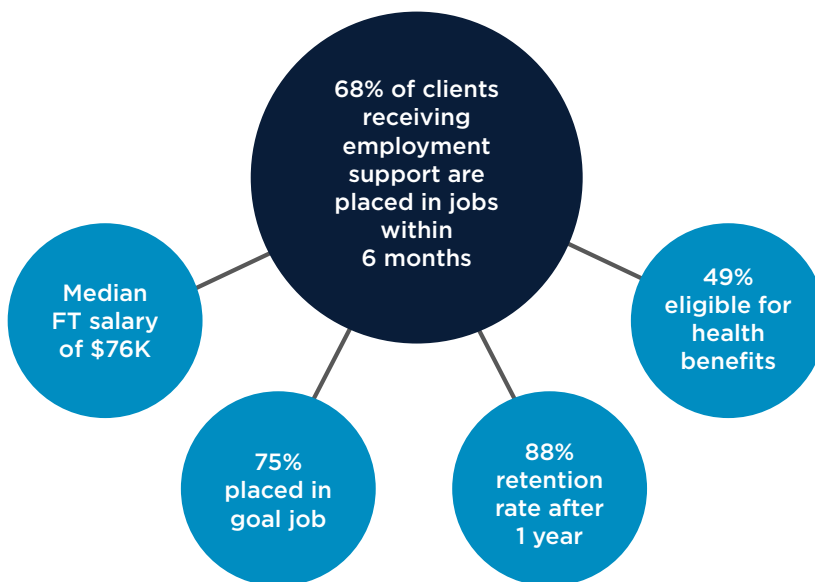 68% of clients
receiving
employment
support are
placed in jobs
within
6 months
Median
FT salary
of $76K
75%
placed in
goal job
88%
retention
rate after
1 year
49%
eligible for
health
benefits